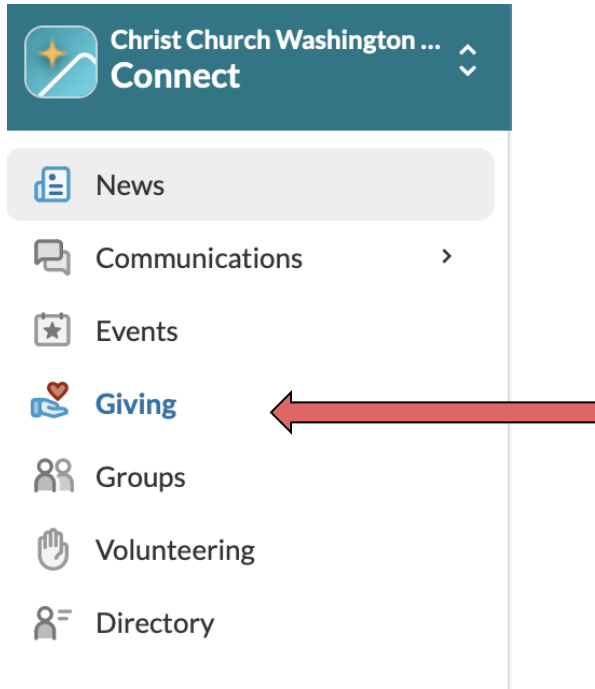 Christ Church Washington ...
Connect
News
Communications
Events
Giving
Groups
Volunteering
Directory